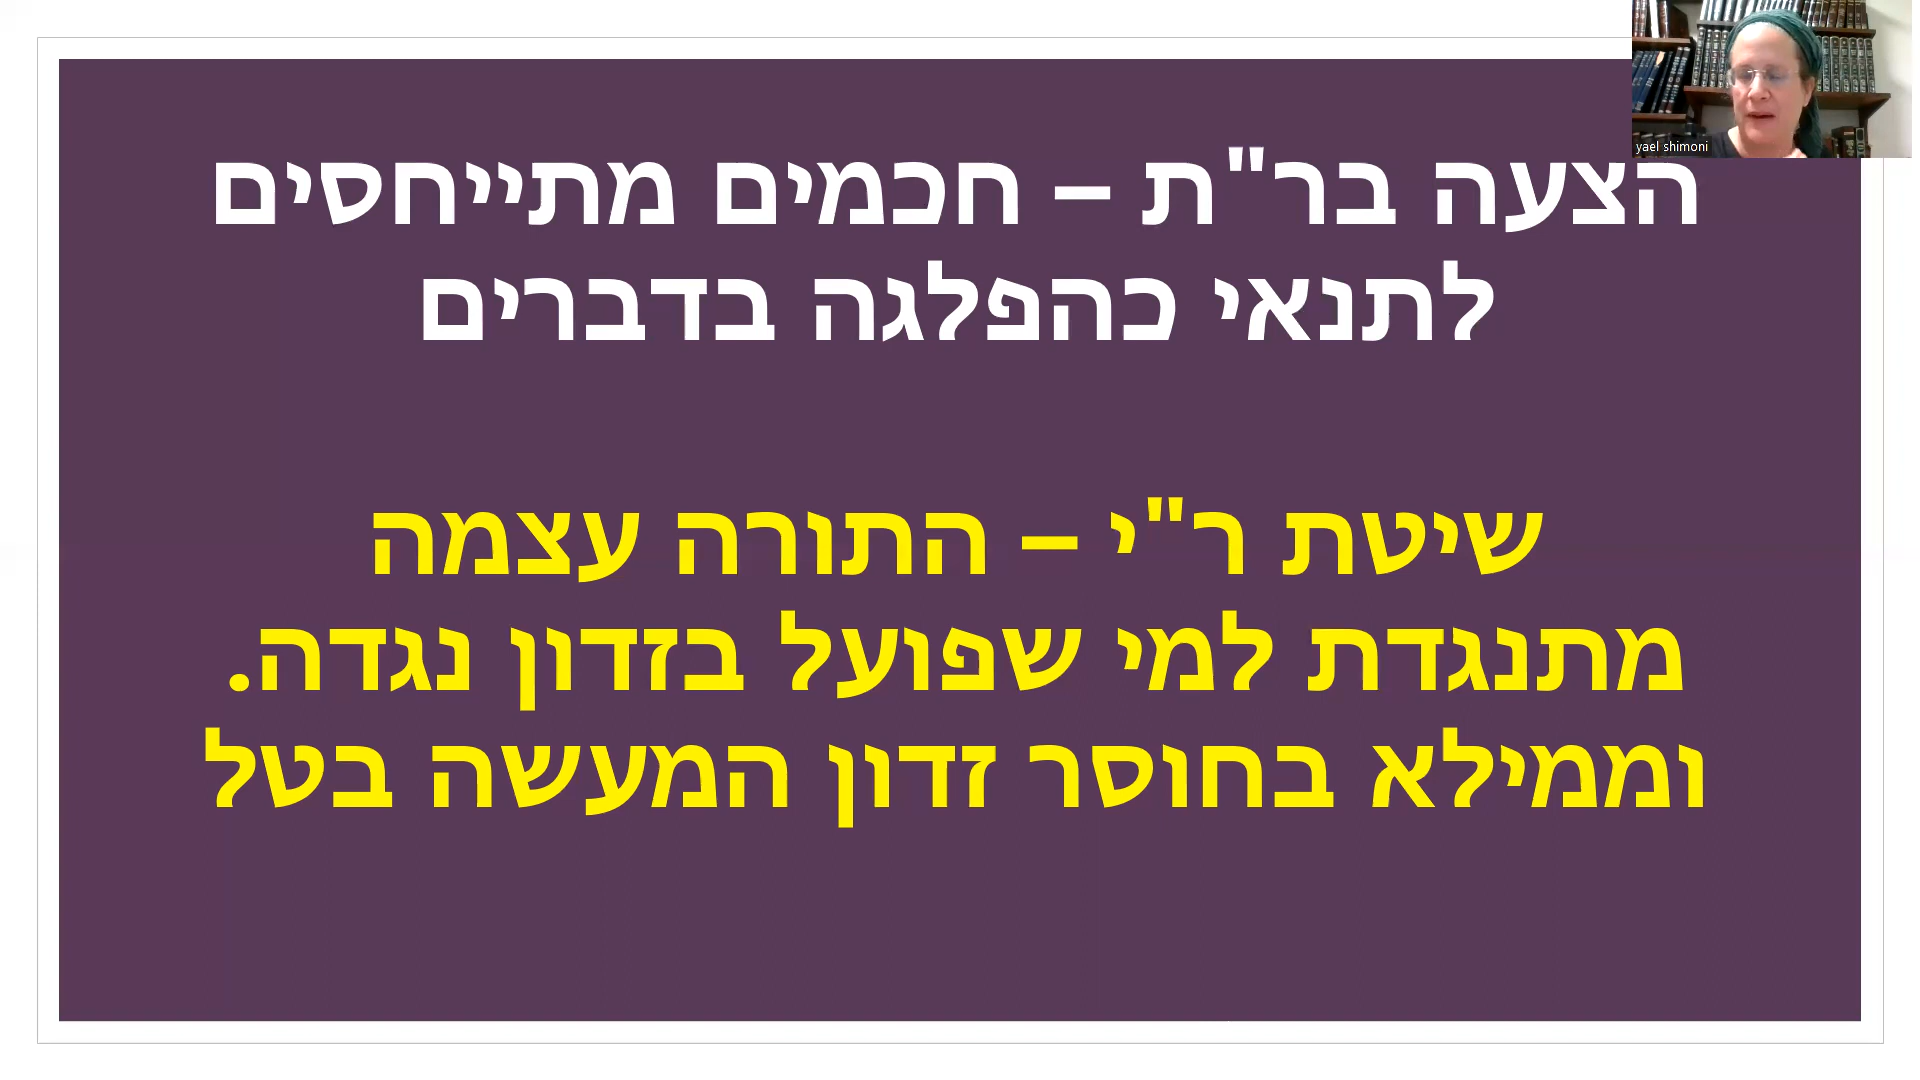 yael shimoni
הצעה בר"ת – חכמים מתייחסים
לתנאי כהפלגה בדברים
שיטת ר"י – התורה עצמה
מתנגדת למי שפועל בזדון נגדה.
וממילא בחוסר זדון המעשה בטל